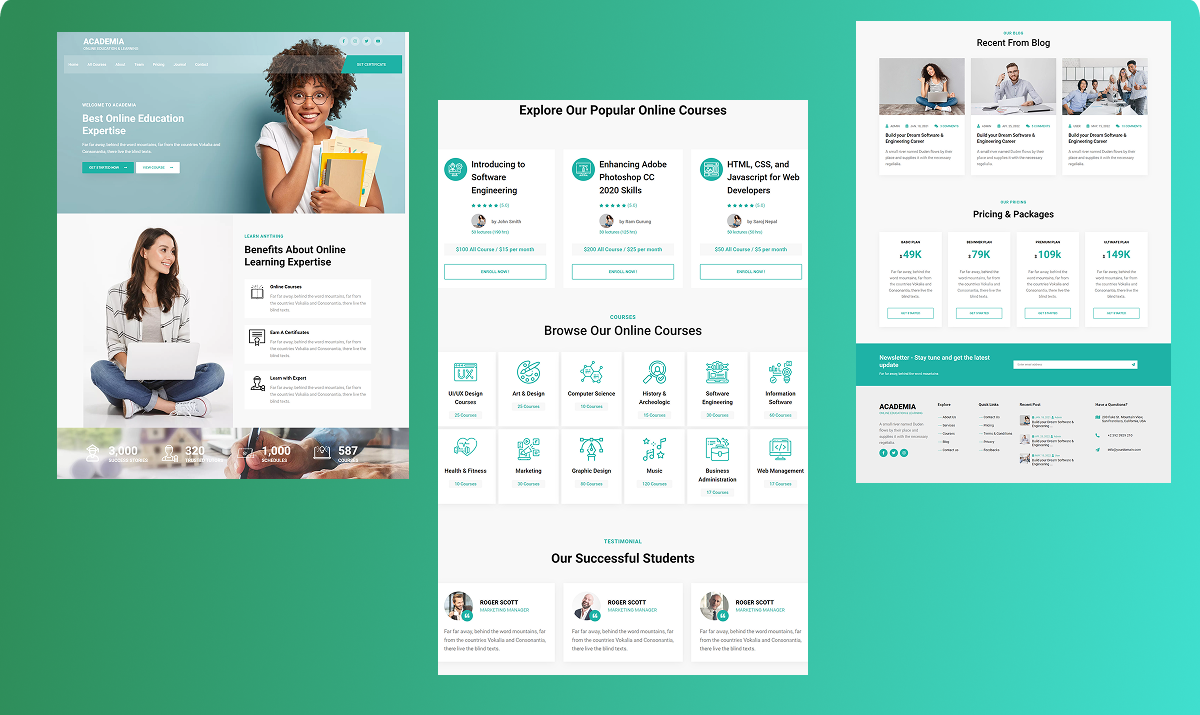 ACADEMIA
ONLINE EDUCATION & LEARNING
Home All Courses About Team Pricing Journal Contact
GET CERTIFICATE
WELCOME TO ACADEMIA
Best Online Education
Expertise
Far far away, behind the word mountains, far from the countries Vokalia and
Consonantia, there live the blind texts.
GET STARTED NOW
VIEW COURSE
LEARN ANYTHING
Benefits About Online
Learning Expertise
Online Courses
Far far away, behind the word mountains, far from
the countries Vokalia and Consonantia, there live the
blind texts.
Earn A Certificates
Far far away, behind the word mountains, far from
the countries Vokalia and Consonantia, there live the
blind texts.
Learn with Expert
Far far away, behind the word mountains, far from
the countries Vokalia and Consonantia, there live the
blind texts.
3,000
SUCCESS STORIES
320
TRUSTED TUTORS
1,000
SCHEDULES
587
COURSES
Explore Our Popular Online Courses
Introducing to
Software
Engineering
(5.0)
by John Smith
50 lectures (190 hrs)
$100 All Course / $15 per month
ENROLL NOW!
Enhancing Adobe
Photoshop CC
2020 Skills
(5.0)
by Ram Gurung
30 lectures (125 hrs)
$200 All Course / $25 per month
ENROLL NOW!
HTML, CSS, and
Javascript for Web
Developers
(5.0)
by Saroj Nepal
50 lectures (50 hrs)
$50 All Course / $5 per month
ENROLL NOW!
COURSES
Browse Our Online Courses
UI/UX Design
Courses
25 Courses
Art & Design
25 Courses
Computer Science
10 Courses
History &
Archeologic
15 Courses
Software
Engineering
30 Courses
Information
Software
60 Courses
Health & Fitness
10 Courses
Marketing
30 Courses
Graphic Design
60 Courses
Music
120 Courses
Business
Administration
17 Courses
Web Management
17 Courses
TESTIMONIAL
Our Successful Students
ROGER SCOTT
MARKETING MANAGER
Far far away, behind the word mountains, far
from the countries Vokalia and Consonantia,
there live the blind texts.
ROGER SCOTT
MARKETING MANAGER
Far far away, behind the word mountains, far
from the countries Vokalia and Consonantia,
there live the blind texts.
ROGER SCOTT
MARKETING MANAGER
Far far away, behind the word mountains, far
from the countries Vokalia and Consonantia,
there live the blind texts.
OUR BLOG
Recent From Blog
ADMIN
Build your Dream Software &
Engineering Career
A small river named Duden flows by their
place and supplies it with the necessary
regelialia.
ADMIN
Build your Dream Software &
Engineering Career
A small river named Duden flows by their
place and supplies it with the necessary
regelialia.
Build your Dream Software &
Engineering Career
A small river named Duden flows by their
place and supplies it with the necessary
regelialia.
OUR PRICING
Pricing & Packages
BASIC PLAN
$49K
Far far away, behind the
word mountains, far from
the countries Vokalia and
Consonantia, there live the
blind texts.
GET STARTED
BEGINNER PLAN
$79K
Far far away, behind the
word mountains, far from
the countries Vokalia and
Consonantia, there live the
blind texts.
GET STARTED
PREMIUM PLAN
$109k
Far far away, behind the
word mountains, far from
the countries Vokalia and
Consonantia, there live the
blind texts.
GET STARTED
ULTIMATE PLAN
$149K
Far far away, behind the
word mountains, far from
the countries Vokalia and
Consonantia, there live the
blind texts.
GET STARTED
Newsletter - Stay tune and get the latest
update
Far far away behind the word mountains
Enter email address
ACADEMIA
ONLINE EDUCATION & LEARNING
A small river named Duden
flows by their place and
supplies it with the necessary
regelialia.
Explore
About Us
Services
Courses
Blog
Contact us
Quick Links
Contact Us
Pricing
Terms & Conditions
Privacy
Feedbacks
Recent Post
Build your Dream Software &
Engineering ...
Build your Dream Software &
Engineering ...
Build your Dream Software &
Engineering ...
Have a Questions?
203 Fake St. Mountain View,
San Francisco, California, USA
+2 392 3929 210
info@yourdomain.com